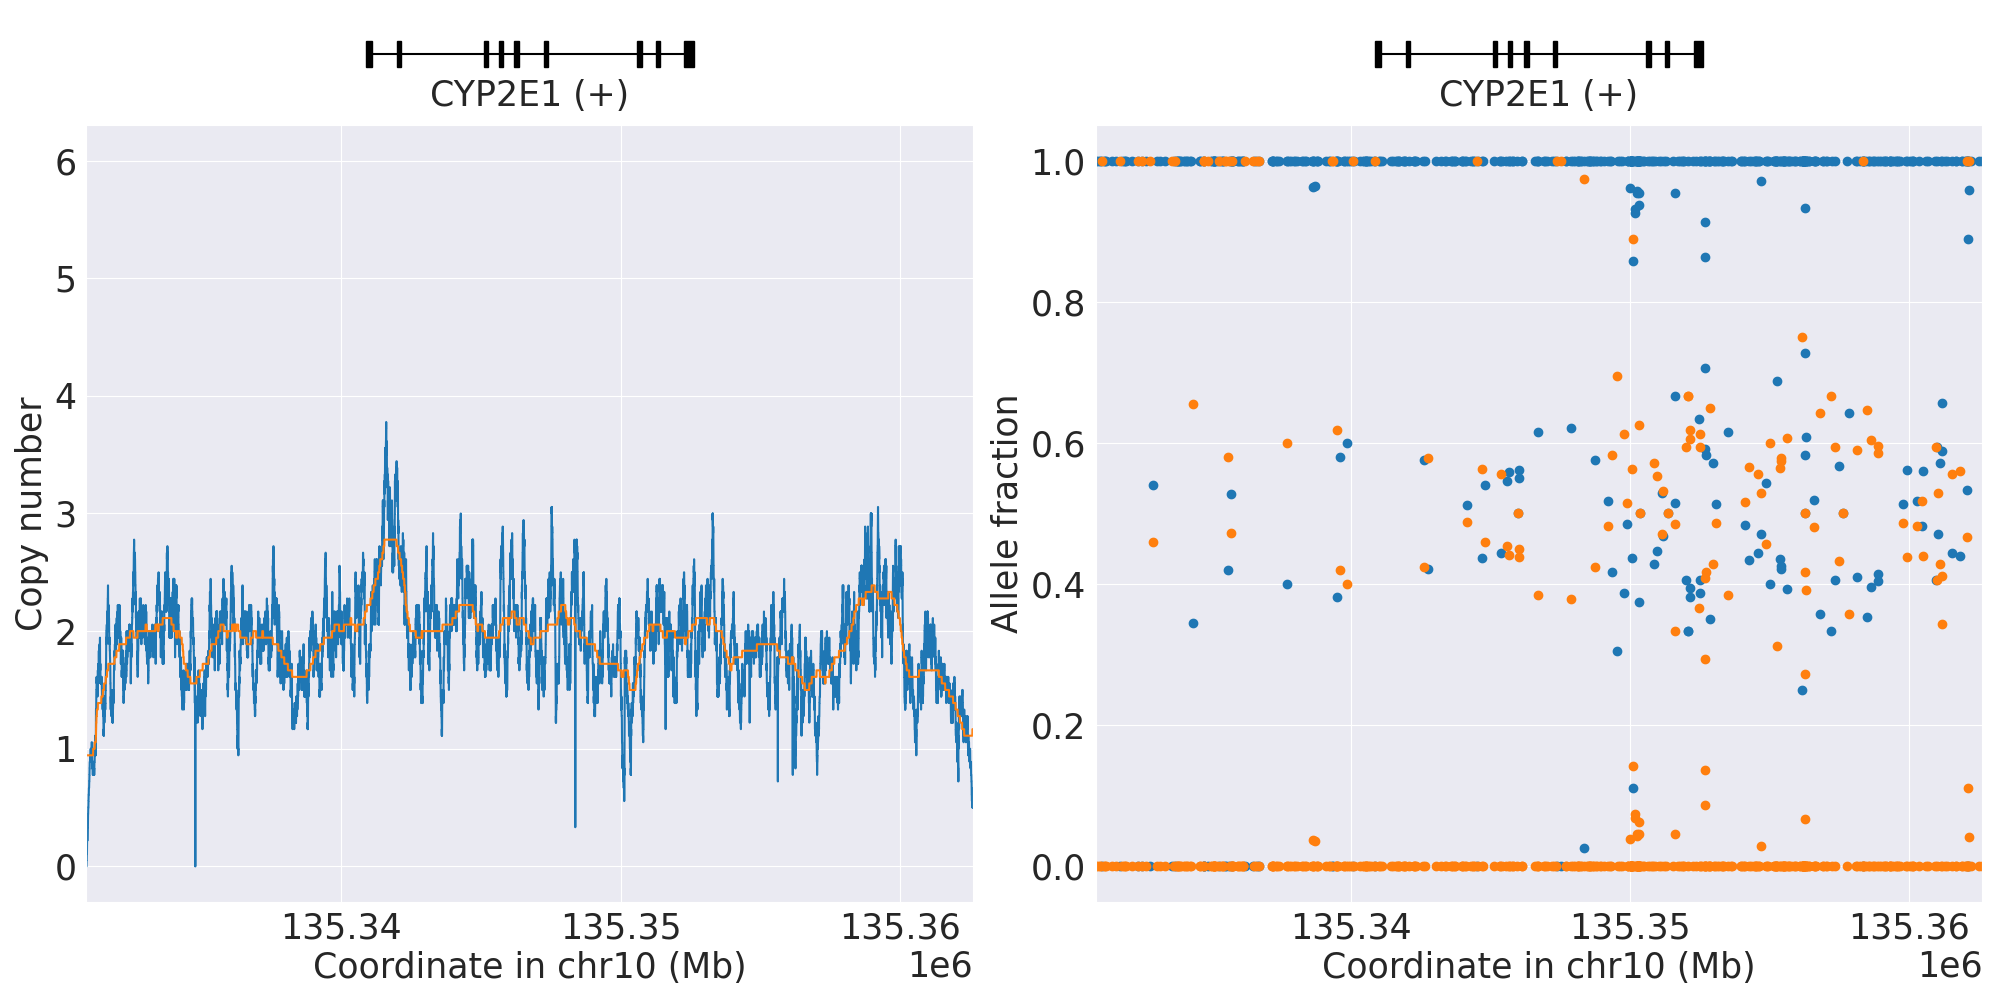 CYP2E1 (+)
CYP2E1 (+)
6
5
4
3
2
1
0
Copy number
135.34
135.35
135.36
Coordinate in chr10 (Mb)
1e6
1.0
0.8
0.6
0.4
0.2
0.0
Allele fraction
135.34
135.35
135.36
Coordinate in chr10 (Mb)
1e6